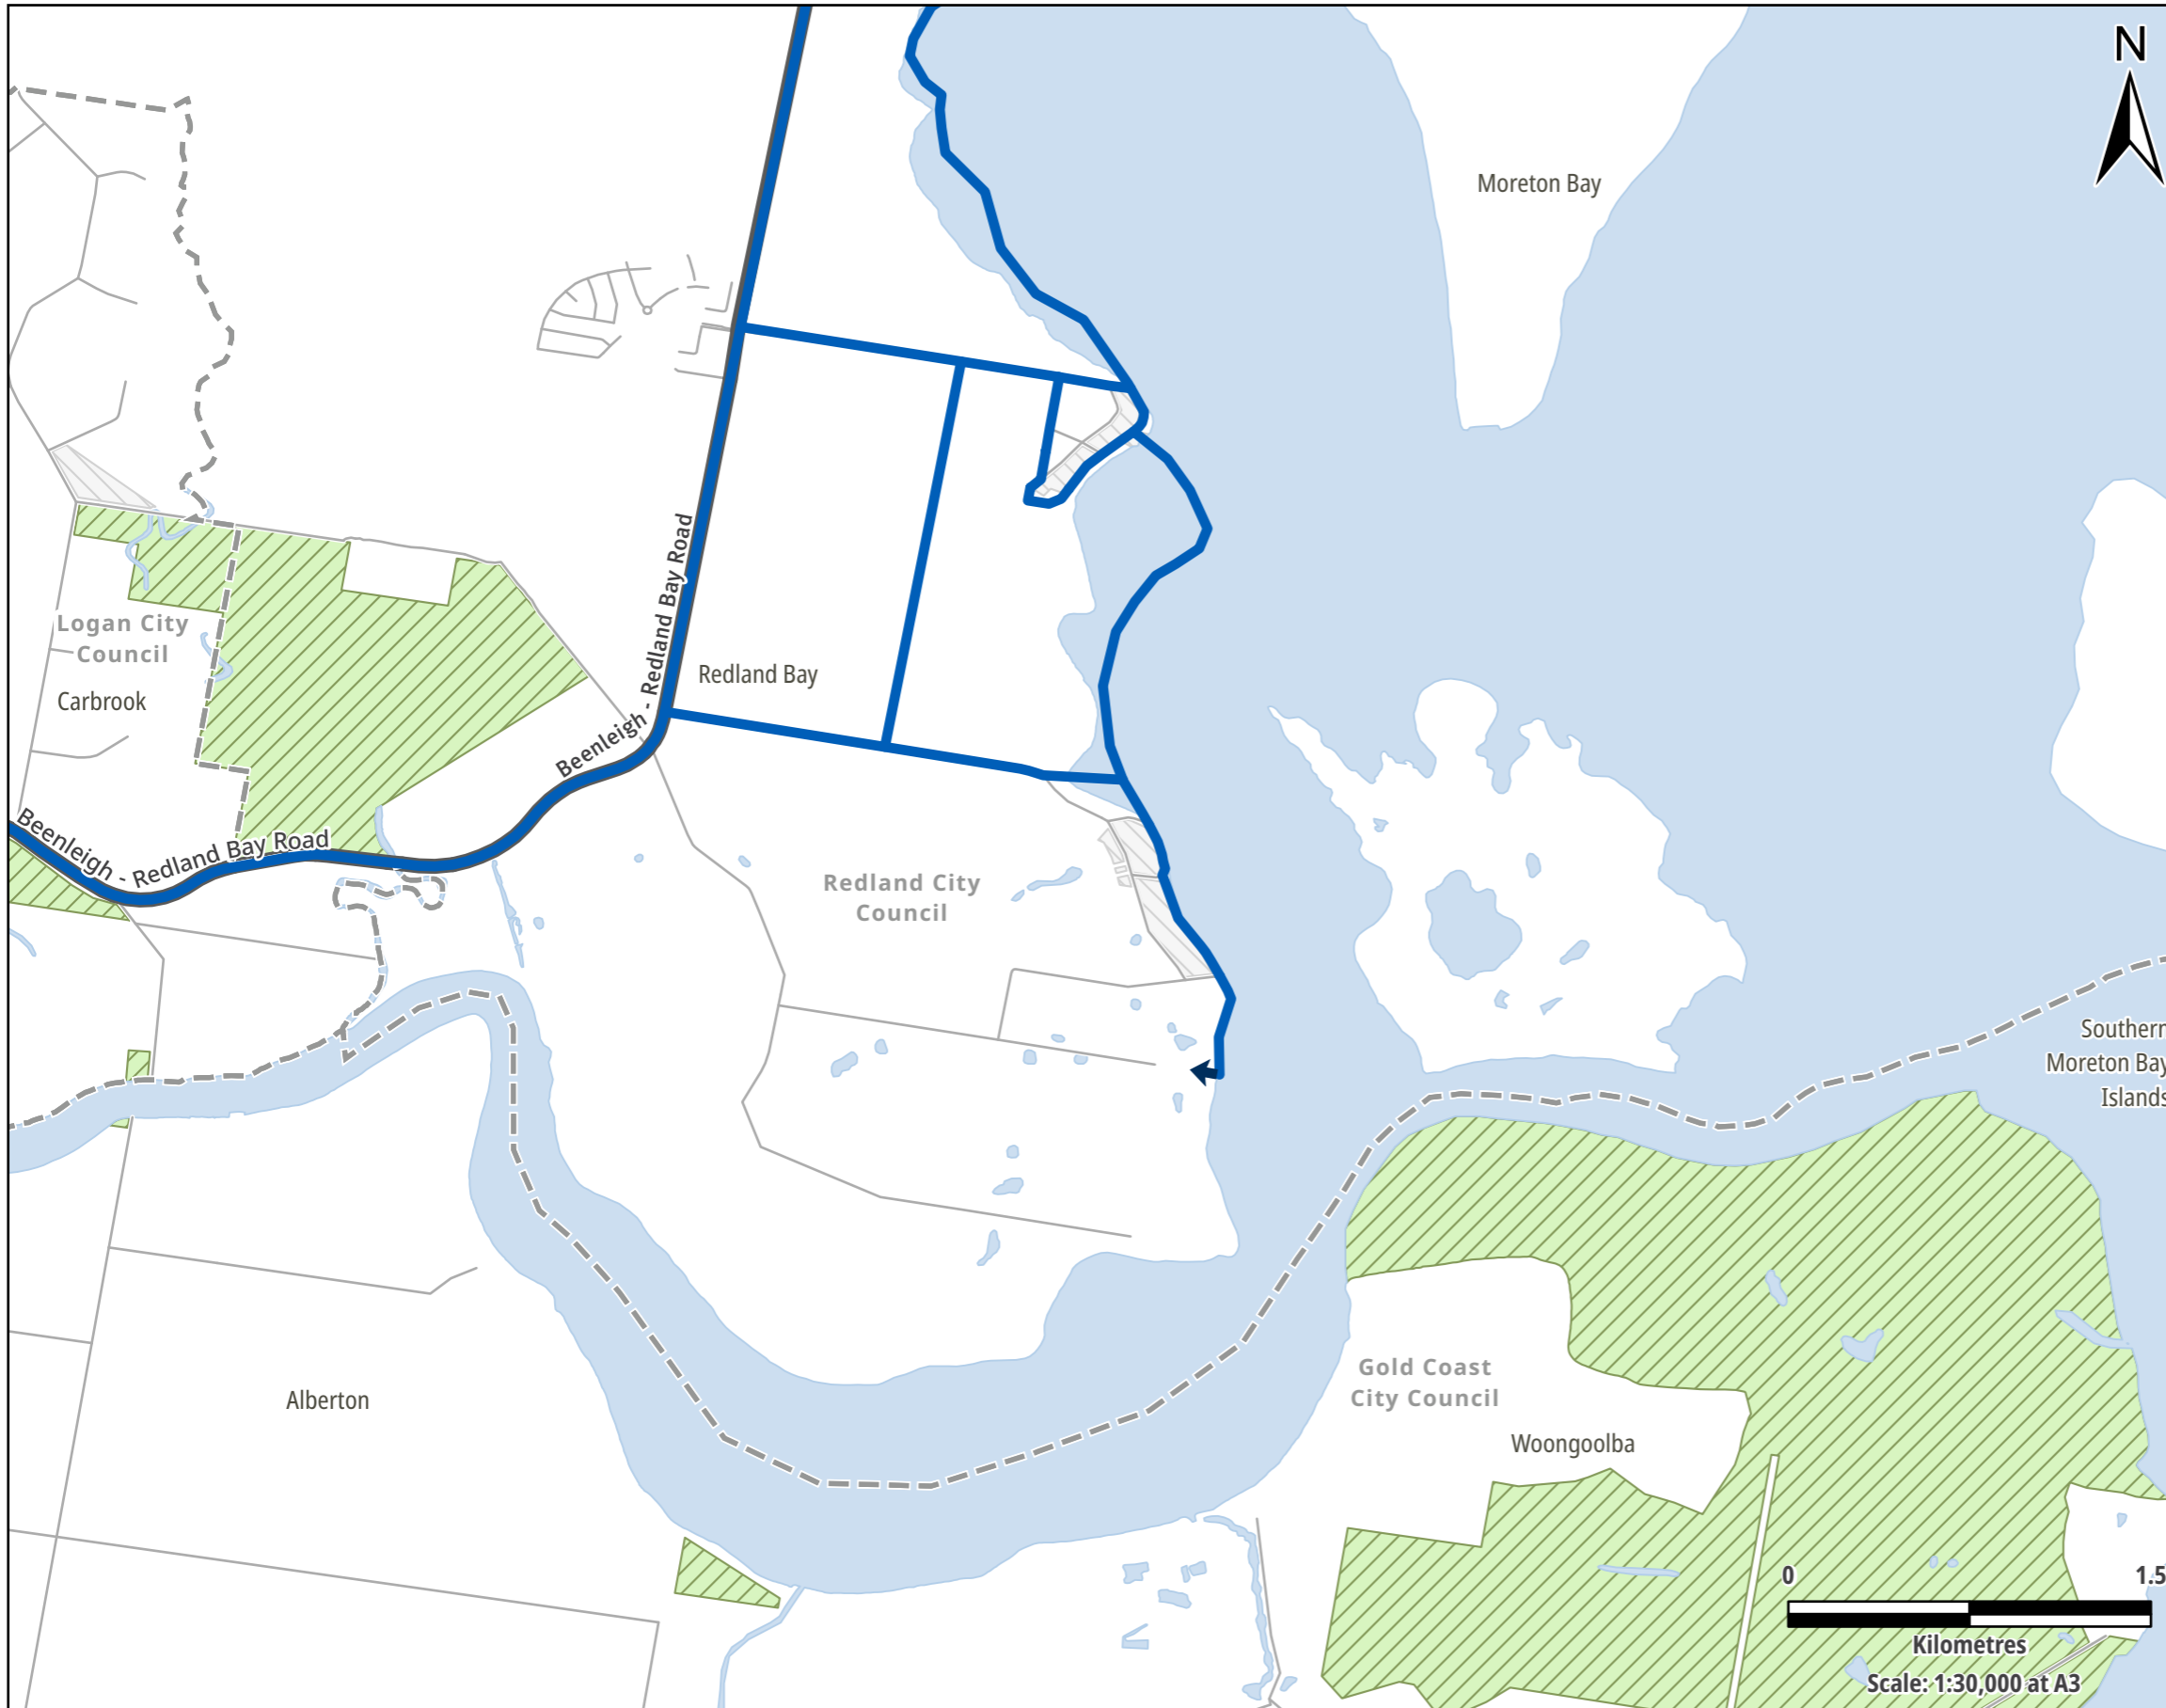 N
Moreton Bay
Beenleigh - Redland Bay Road
Logan City
Council
Carbrook
Redland Bay
Beenleigh - Redland Bay Road
Redland City
Council
Southern
Moreton Bay
Islands
Gold Coast
City Council
Alberton
Woongoolba
0 1.5
Kilometres
Scale: 1:30,000 at A3